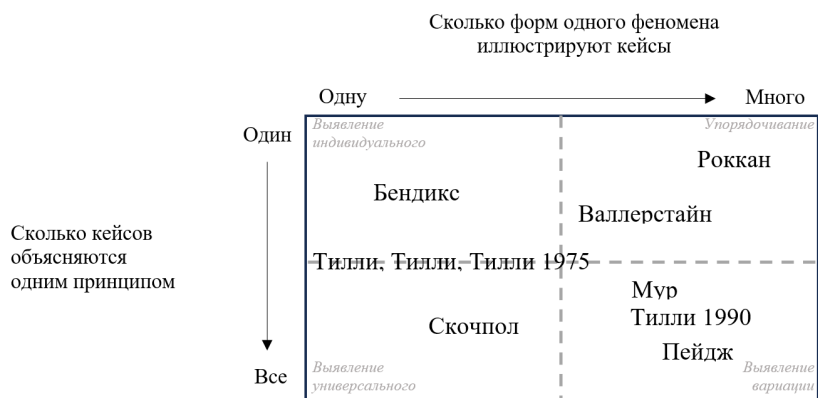 Сколько форм одного феномена
иллюстрируют кейсы
Одну
Много
Один
Выявление
индивидуального
Упорядочивание
Роккан
Бендикс
Валлерстайн
Сколько кейсов
объясняются
одним принципом
Тилли, Тилли, Тилли 1975
Мур
Тилли 1990
Скочпол
Пейдж
Все
Выявление
универсального
Выявление
вариации